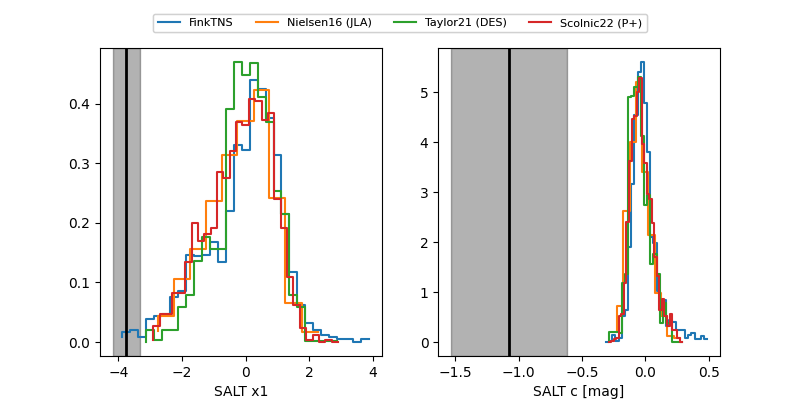 FinkTNS Nielsen16 (JLA) Taylor21 (DES) Scolnic22 (P+)
0.4
0.3
0.2
0.1
0.0
−4 −2 0 2 4
SALT x1
5
4
3
2
1
0
−1.5 −1.0 −0.5 0.0 0.5
SALT c [mag]